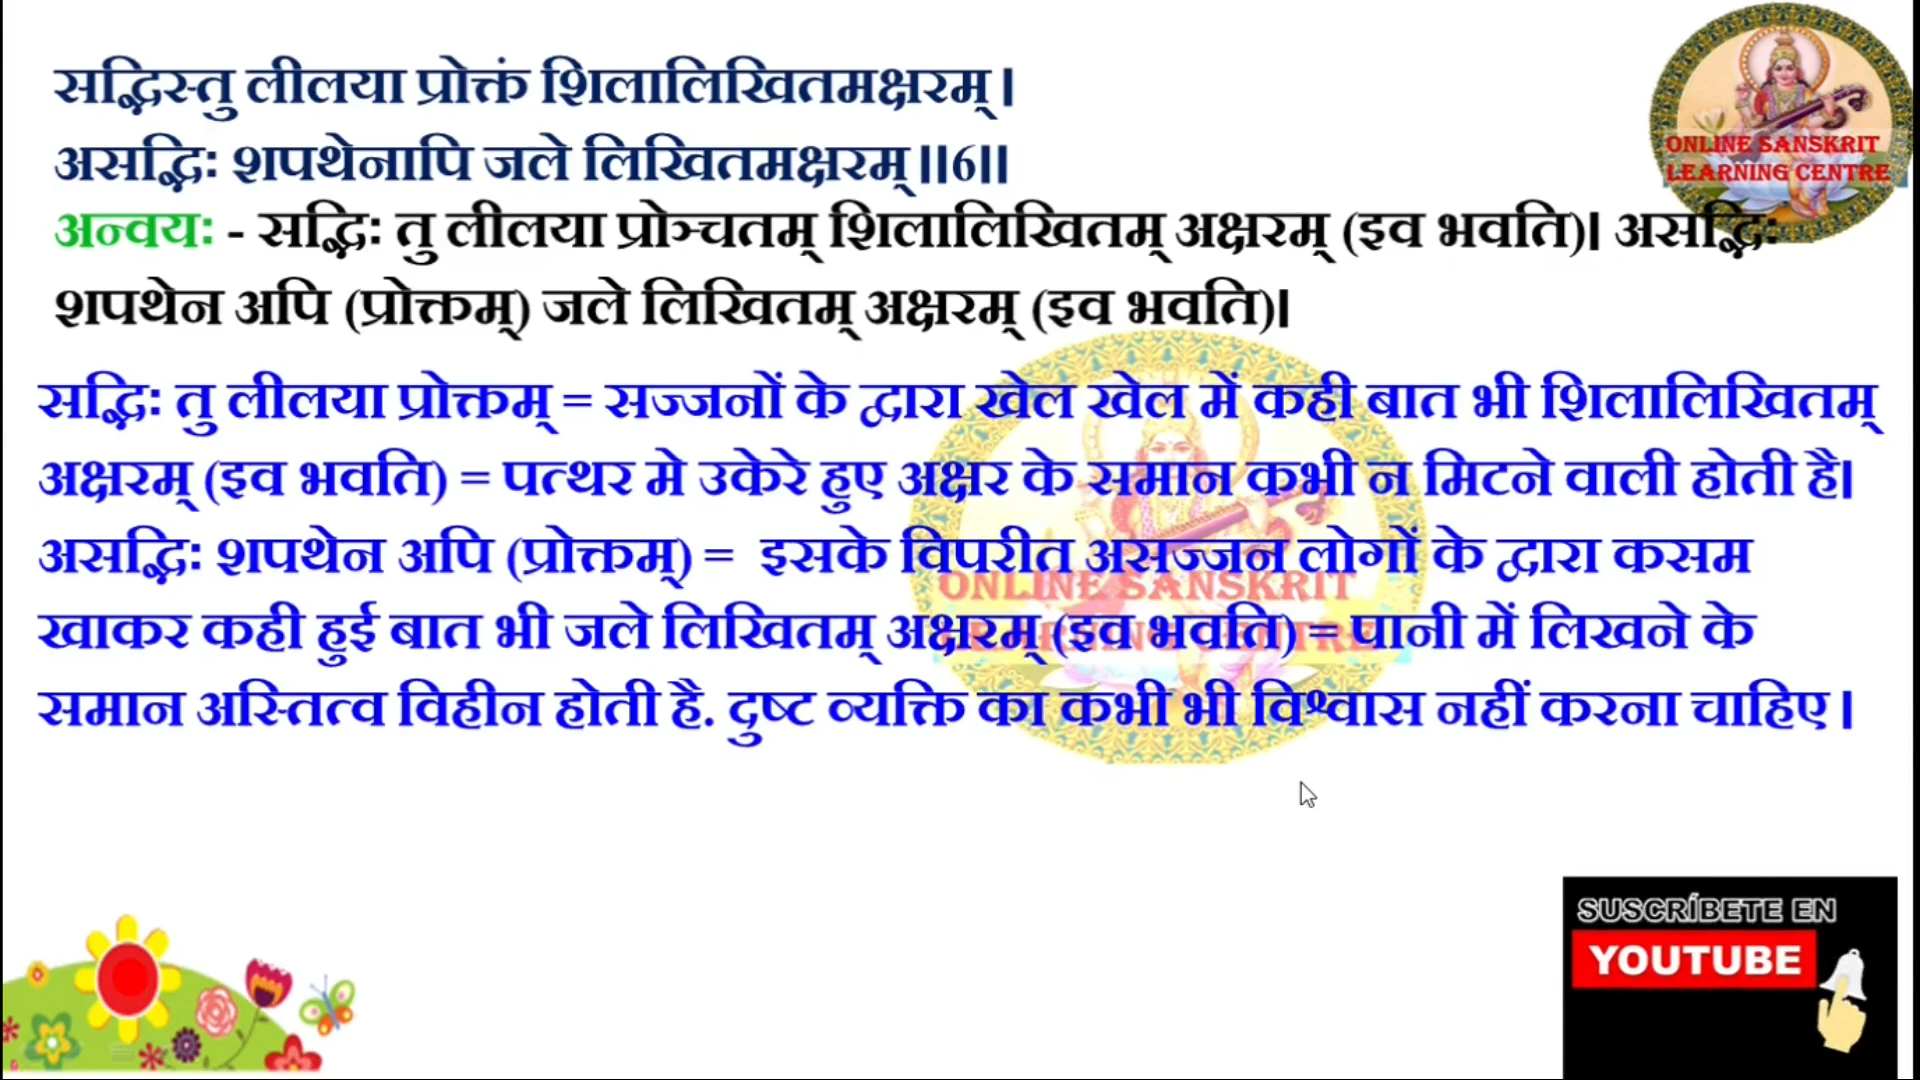 सद्भिस्तु लीलया प्रोक्तं शिलालिखितमक्षरम् ।
असद्भिः शपथेनापि जले लिखितमक्षरम् ।।6।।
अन्वयः - सद्भिः तु लीलया प्रोञ्चतम् शिलालिखितम् अक्षरम् (इव भवति)। असद्भिः
शपथेन अपि (प्रोक्तम्) जले लिखितम् अक्षरम् (इव भवति)।
सद्भिः तु लीलया प्रोक्तम् = सज्जनों के द्वारा खेल खेल में कही बात भी शिलालिखितम्
अक्षरम् (इव भवति) = पत्थर मे उकेरे हुए अक्षर के समान कभी न मिटने वाली होती है।
असद्भिः शपथेन अपि (प्रोक्तम्) = इसके विपरीत असज्जन लोगों के द्वारा कसम
खाकर कही हुई बात भी जले लिखितम् अक्षरम् (इव भवति) = पानी में लिखने के
समान अस्तित्व विहीन होती है. दुष्ट व्यक्ति का कभी भी विश्वास नहीं करना चाहिए ।
ONLINE SANSKRIT
LEARNING CENTRE
ONLINE SANSKRIT
LEARNING CENTRE
SUSCRÍBETE EN
YOUTUBE